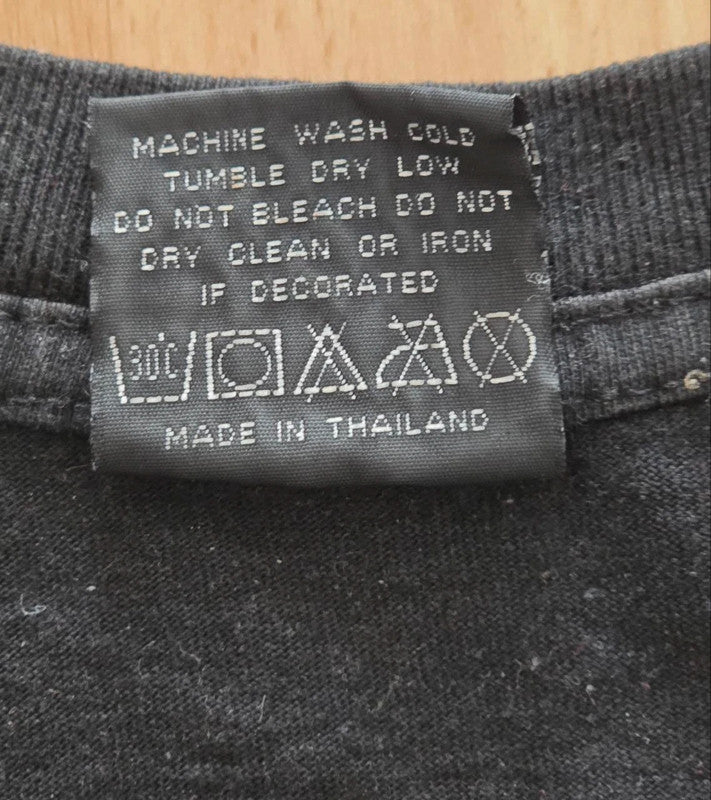 MACHINE WASH COLD
TUMBLE DRY LOW
DO NOT BLEACH DO NOT
DRY CLEAN OR IRON
IF DECORATED
30°C
MADE IN THAILAND